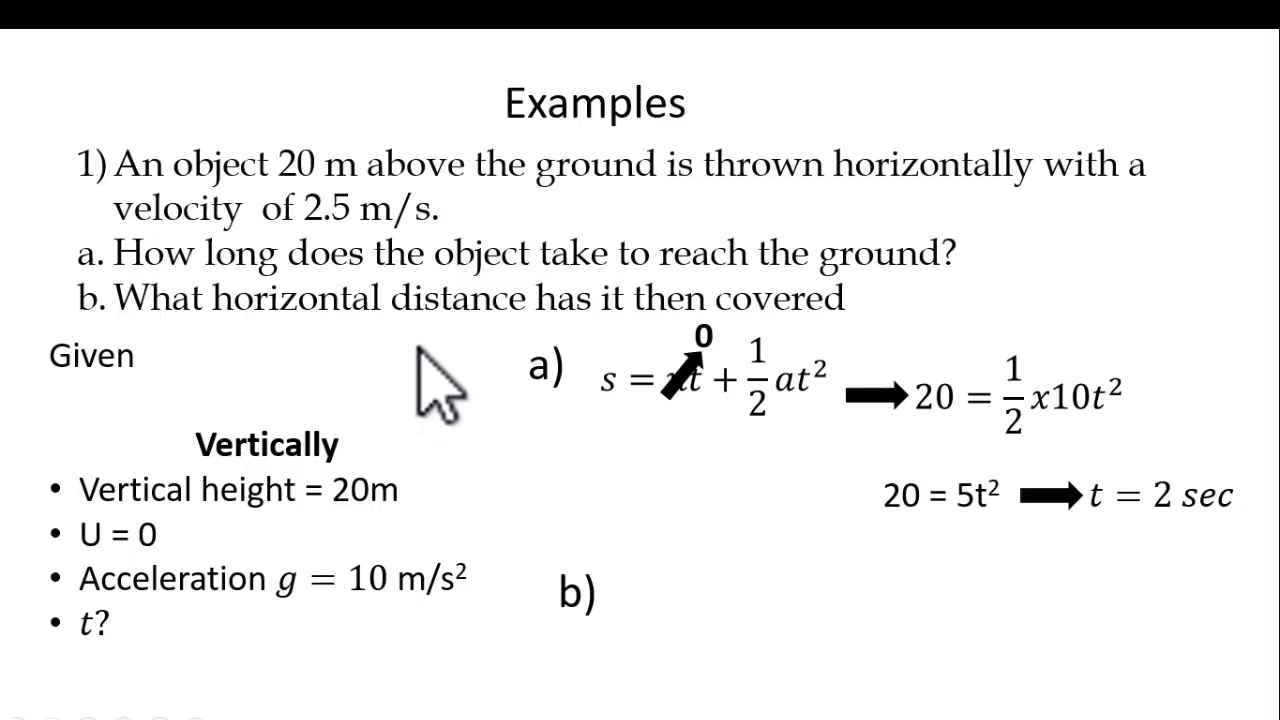 Examples
1) An object 20 m above the ground is thrown horizontally with a
velocity of 2.5 m/s.
a. How long does the object take to reach the ground?
b. What horizontal distance has it then covered
Given
Vertically
• Vertical height = 20m
• U = 0
• Acceleration g = 10 m/s²
• t?
a) s = ut + 1/2 at² ➡ 20 = 1/2 x10t²
0
20 = 5t² ➡ t = 2 sec
b)